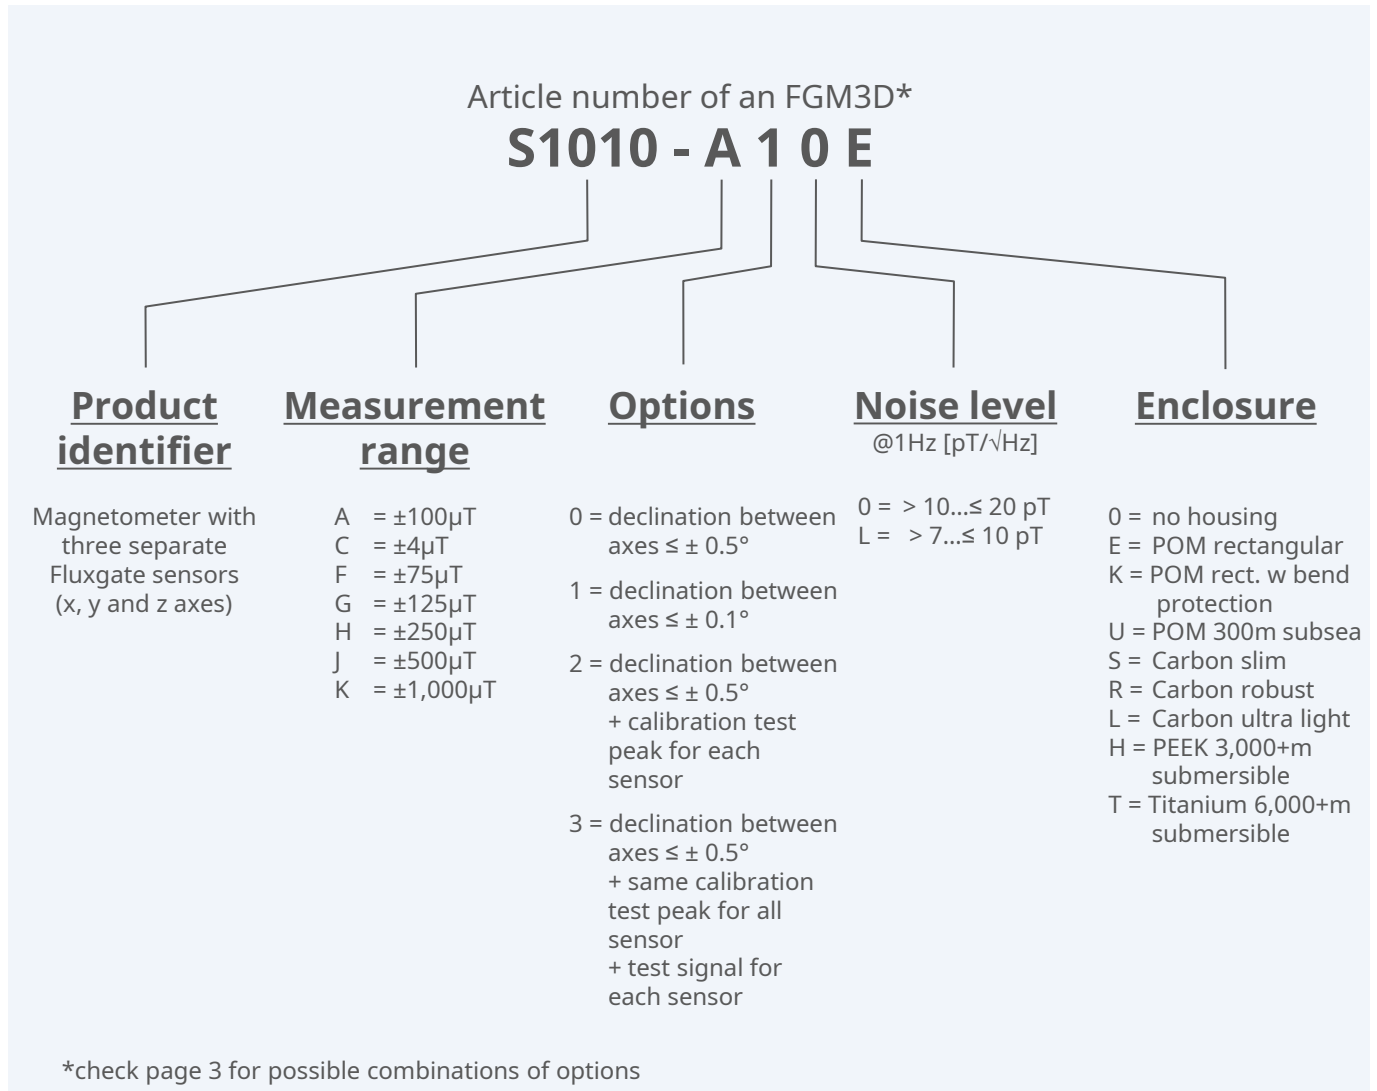 Article number of an FGM3D*
S1010 - A 1 0 E
Product
identifier
Magnetometer with
three separate
Fluxgate sensors
(x, y and z axes)
Measurement
range
A = ±100µT
C = ±4µT
F = ±75µT
G = ±125µT
H = ±250µT
J = ±500µT
K = ±1,000µT
Options
0 = declination between
axes ≤ ± 0.5°
1 = declination between
axes ≤ ± 0.1°
2 = declination between
axes ≤ ± 0.5°
+ calibration test
peak for each
sensor
3 = declination between
axes ≤ ± 0.5°
+ same calibration
test peak for all
sensor
+ test signal for
each sensor
Noise level
@1Hz [pT/√Hz]
0 = > 10...≤ 20 pT
L = > 7...≤ 10 pT
Enclosure
0 = no housing
E = POM rectangular
K = POM rect. w bend
protection
U = POM 300m subsea
S = Carbon slim
R = Carbon robust
L = Carbon ultra light
H = PEEK 3,000+m
submersible
T = Titanium 6,000+m
submersible
*check page 3 for possible combinations of options